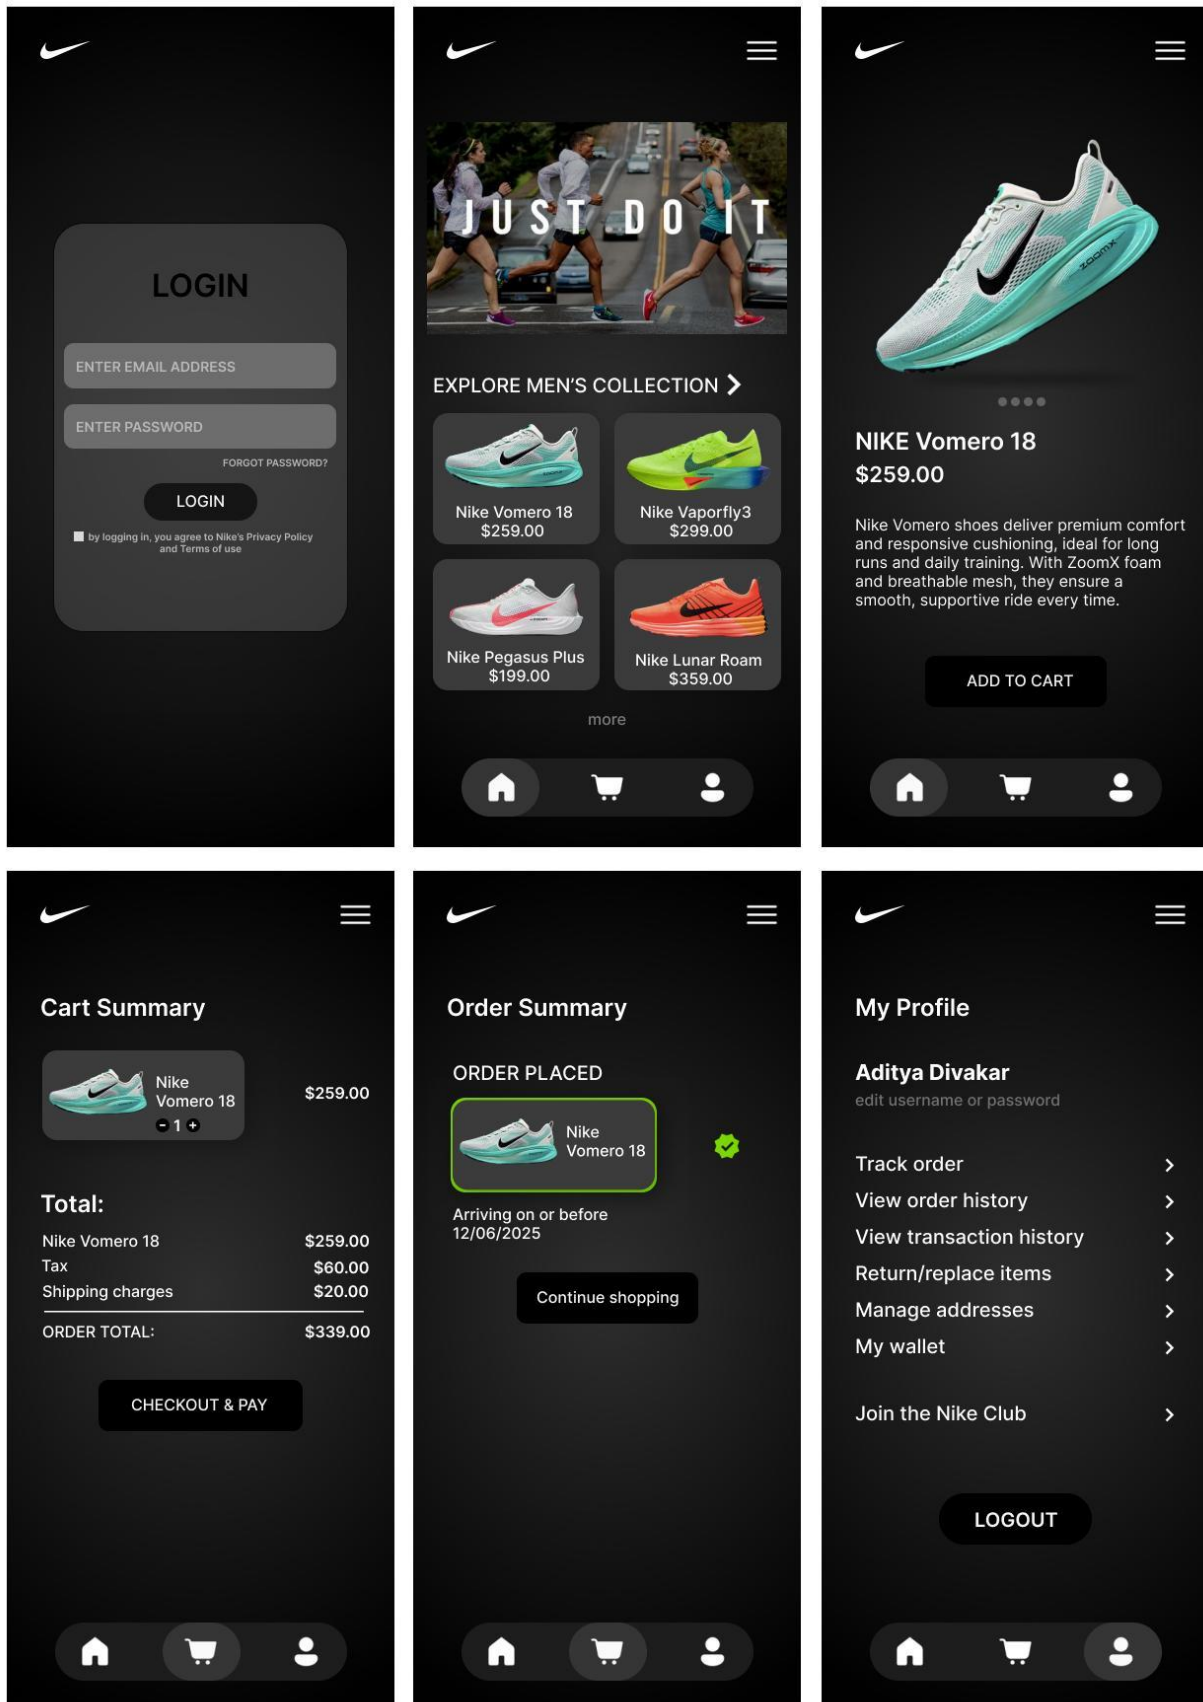 LOGIN
ENTER EMAIL ADDRESS
ENTER PASSWORD
FORGOT PASSWORD?
LOGIN
by logging in, you agree to Nike's Privacy Policy
and Terms of use
JUST DO IT
EXPLORE MEN'S COLLECTION
Nike Vomero 18
$259.00
Nike Vaporfly3
$299.00
Nike Pegasus Plus
$199.00
Nike Lunar Roam
$359.00
more
ZOOMX
NIKE Vomero 18
$259.00
Nike Vomero shoes deliver premium comfort
and responsive cushioning, ideal for long
runs and daily training. With ZoomX foam
and breathable mesh, they ensure a
smooth, supportive ride every time.
ADD TO CART
Cart Summary
Nike
Vomero 18
$259.00
- 1 +
Total:
Nike Vomero 18 $259.00
Tax $60.00
Shipping charges $20.00
ORDER TOTAL: $339.00
CHECKOUT & PAY
Order Summary
ORDER PLACED
Nike
Vomero 18
Arriving on or before
12/06/2025
Continue shopping
My Profile
Aditya Divakar
edit username or password
Track order
View order history
View transaction history
Return/replace items
Manage addresses
My wallet
Join the Nike Club
LOGOUT